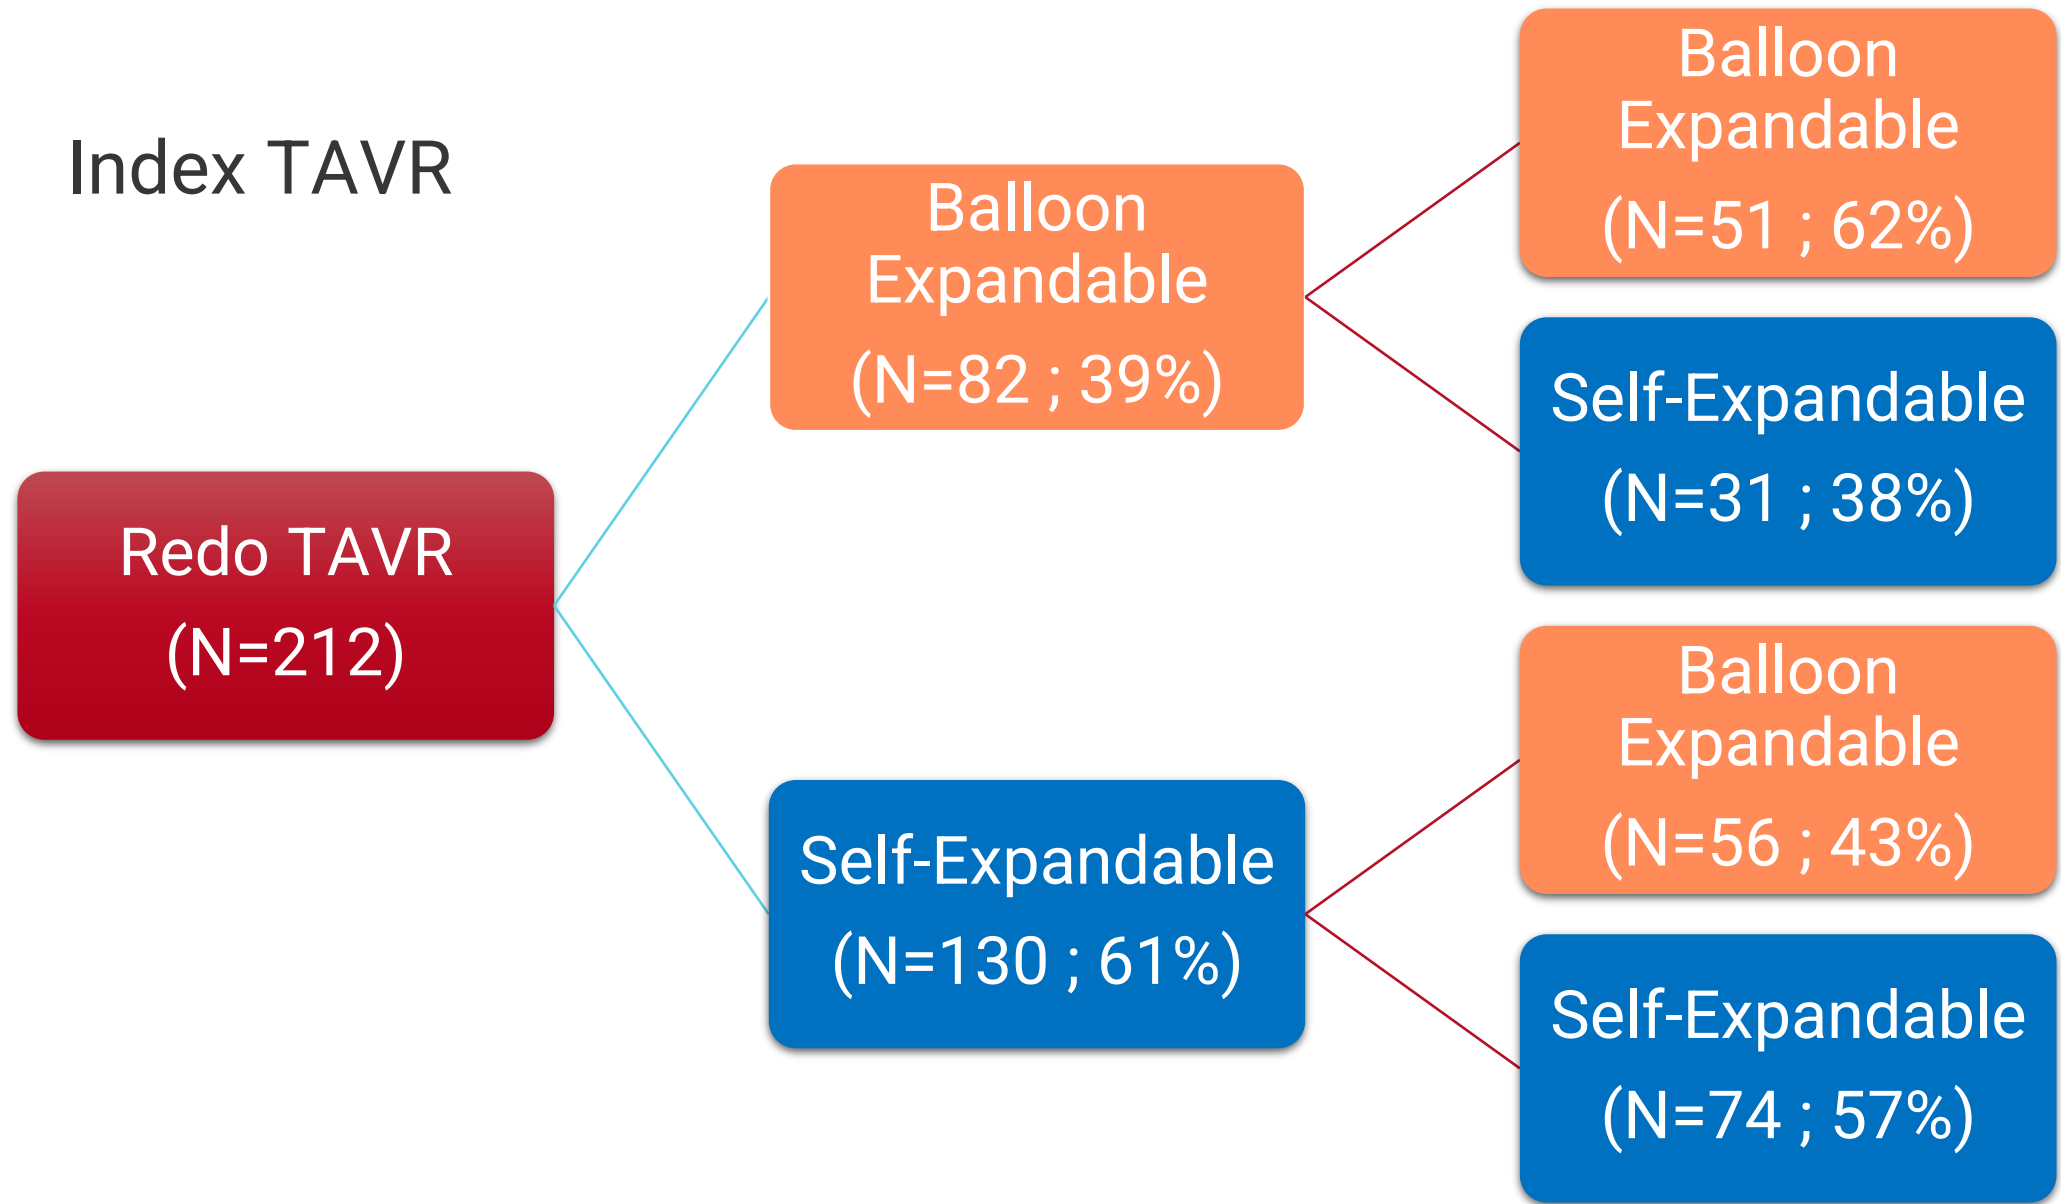 Index TAVR
Redo TAVR
(N=212)
Balloon
Expandable
(N=82 ; 39%)
Self-Expandable
(N=130 ; 61%)
Balloon
Expandable
(N=51 ; 62%)
Self-Expandable
(N=31 ; 38%)
Balloon
Expandable
(N=56 ; 43%)
Self-Expandable
(N=74 ; 57%)